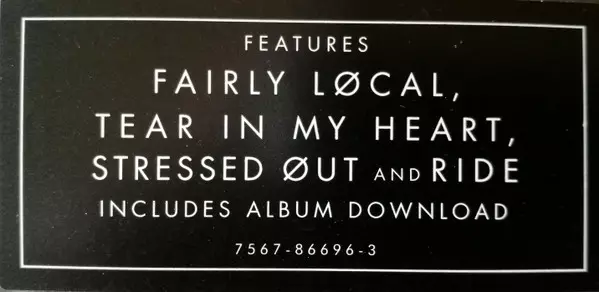 FEATURES
FAIRLY LØCAL,
TEAR IN MY HEART,
STRESSED ØUT AND RIDE
INCLUDES ALBUM DOWNLOAD
7567-86696-3